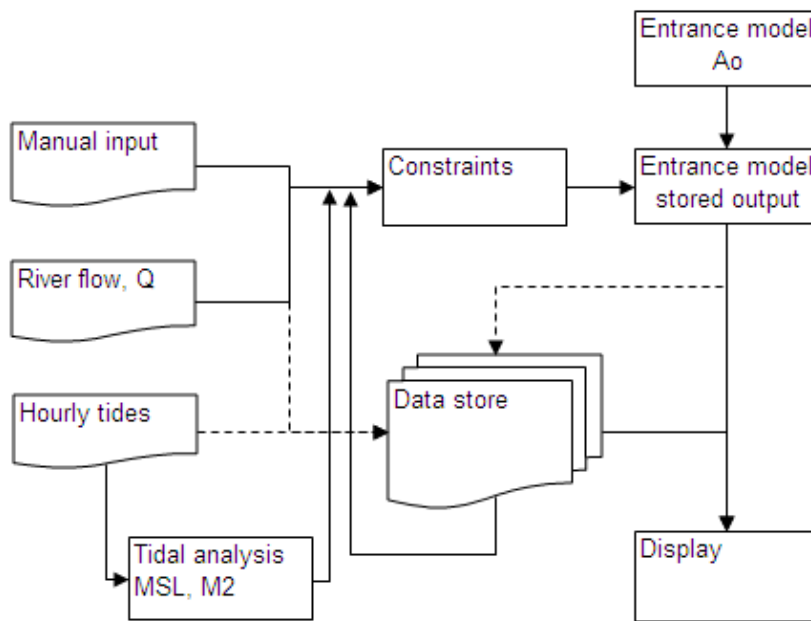 Entrance model
Ao
Manual input
Constraints
Entrance model
stored output
River flow, Q
Hourly tides
Data store
Tidal analysis
MSL, M2
Display